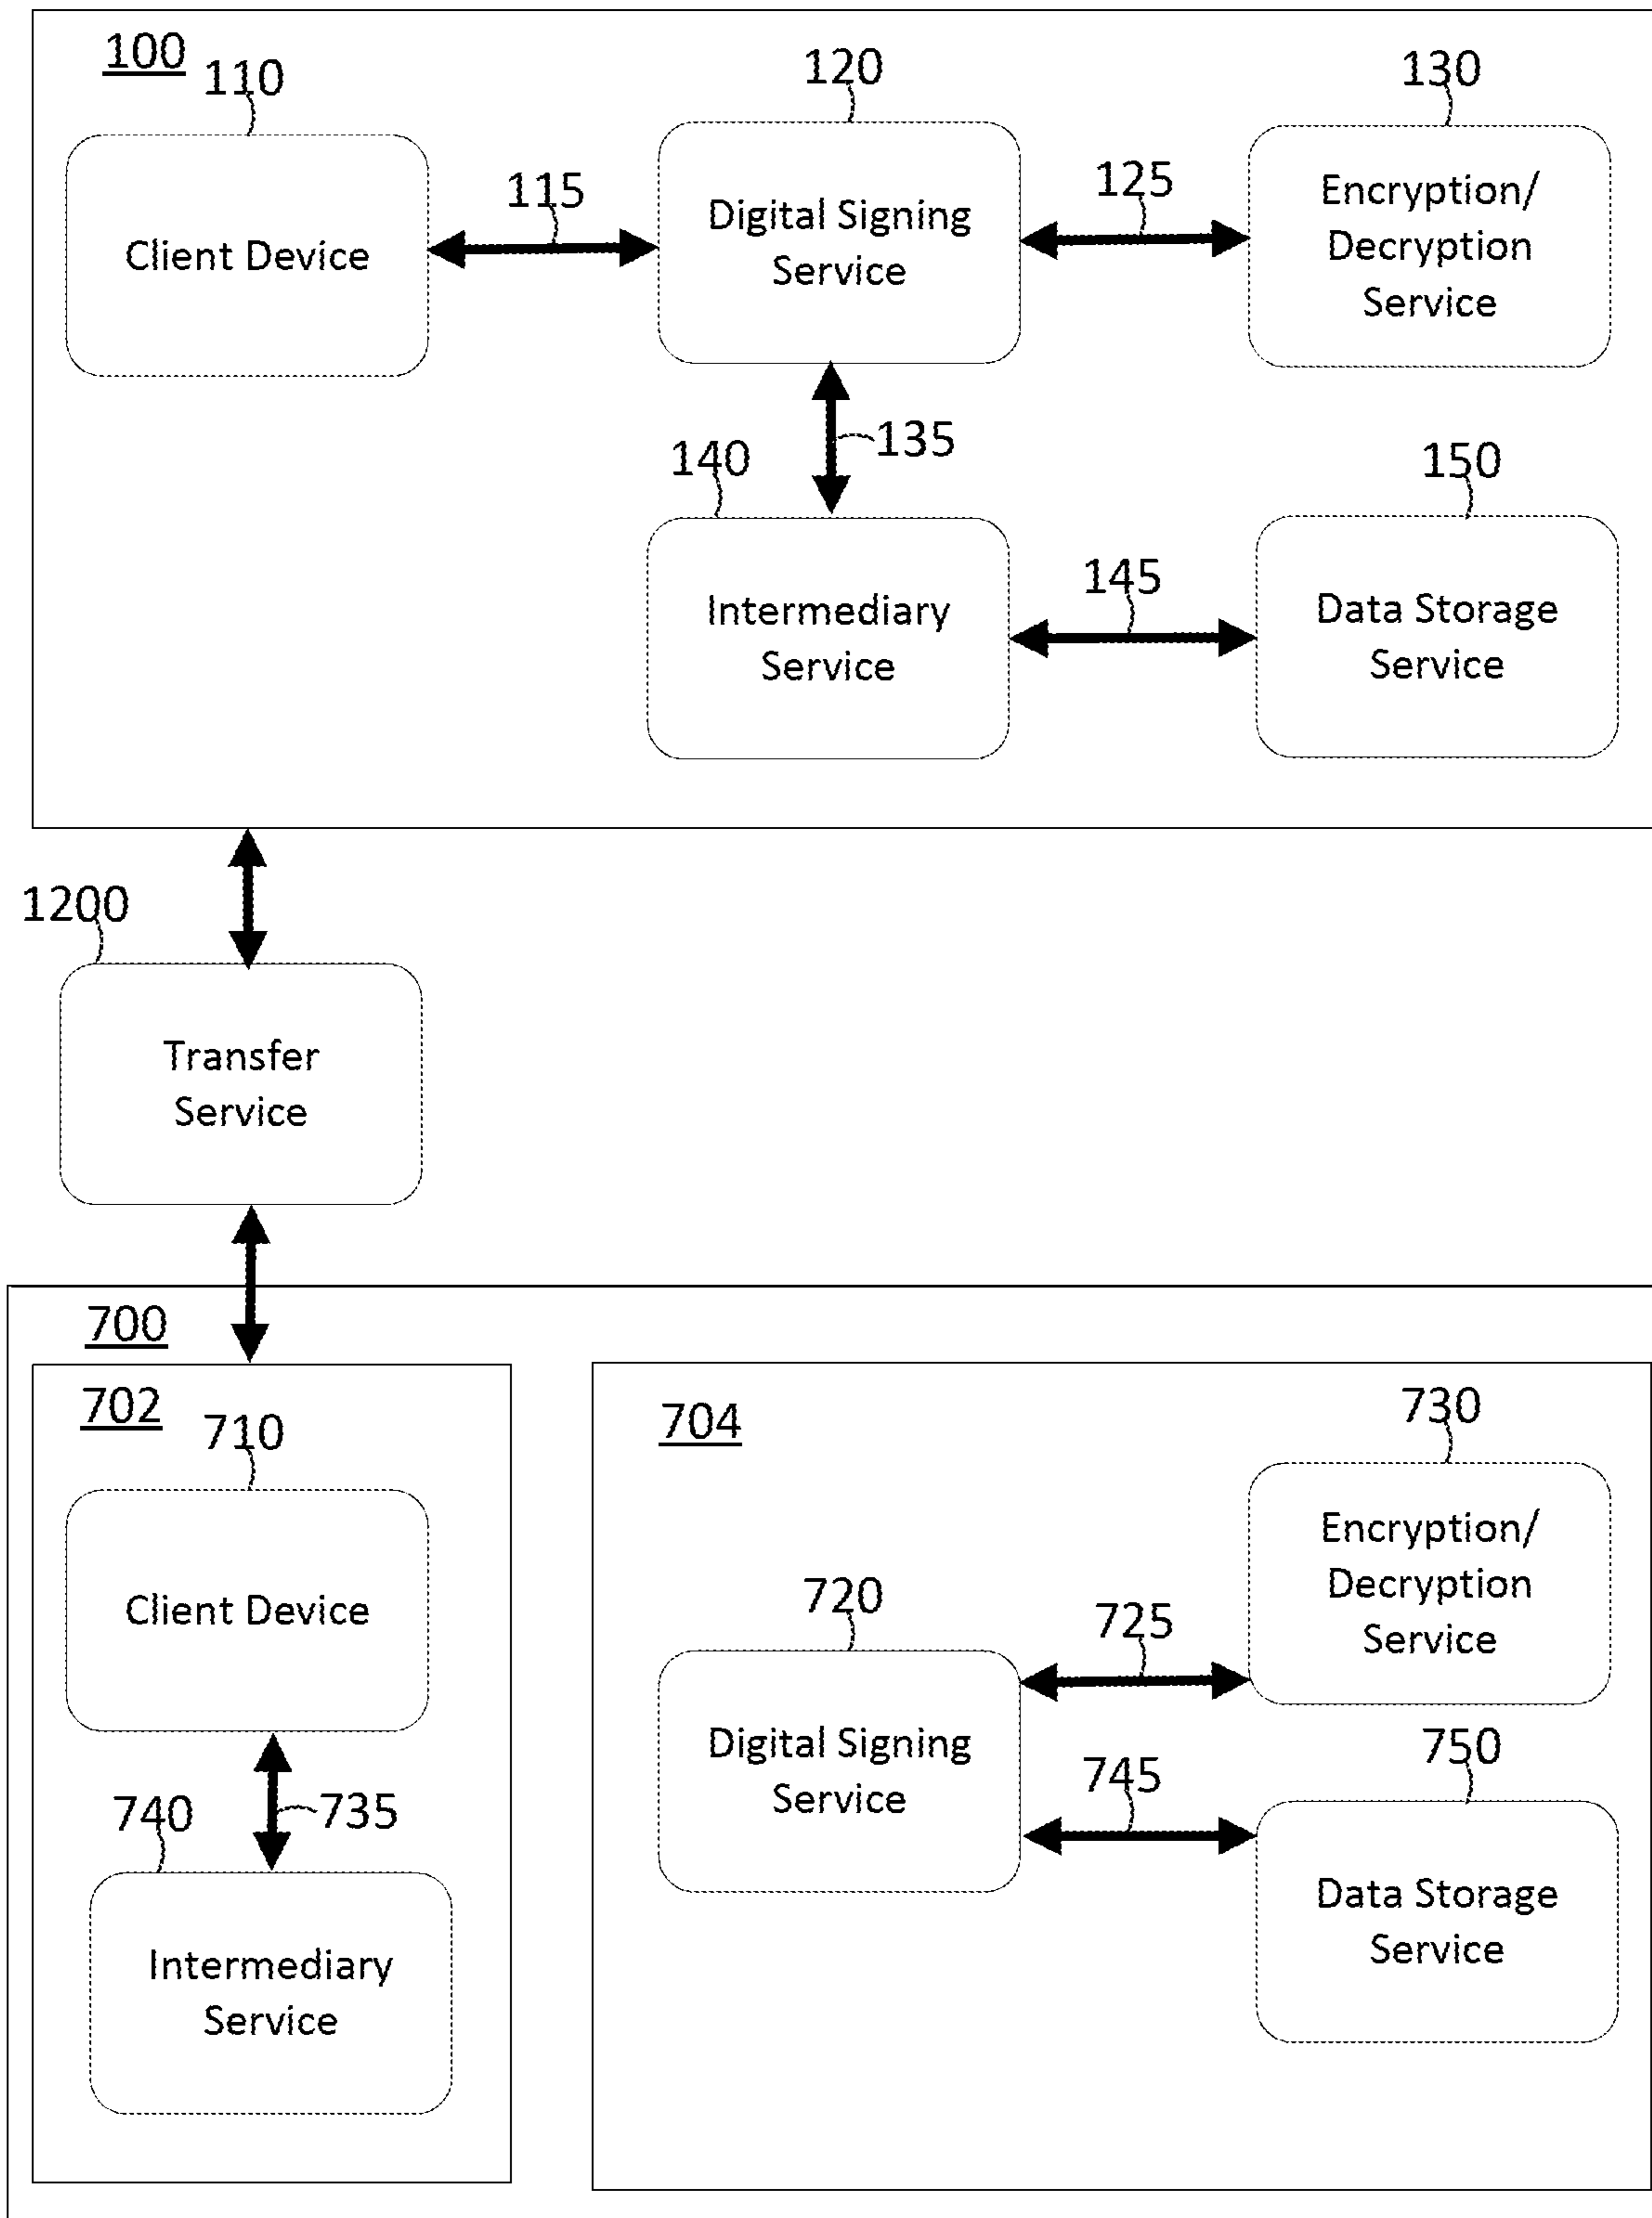 100
110
120
130
Client Device
115
Digital Signing
Service
125
Encryption/
Decryption
Service
135
140
150
Intermediary
Service
145
Data Storage
Service
1200
Transfer
Service
700
702
710
704
730
Client Device
Encryption/
Decryption
Service
720
725
Digital Signing
Service
745
750
735
740
Data Storage
Service
Intermediary
Service